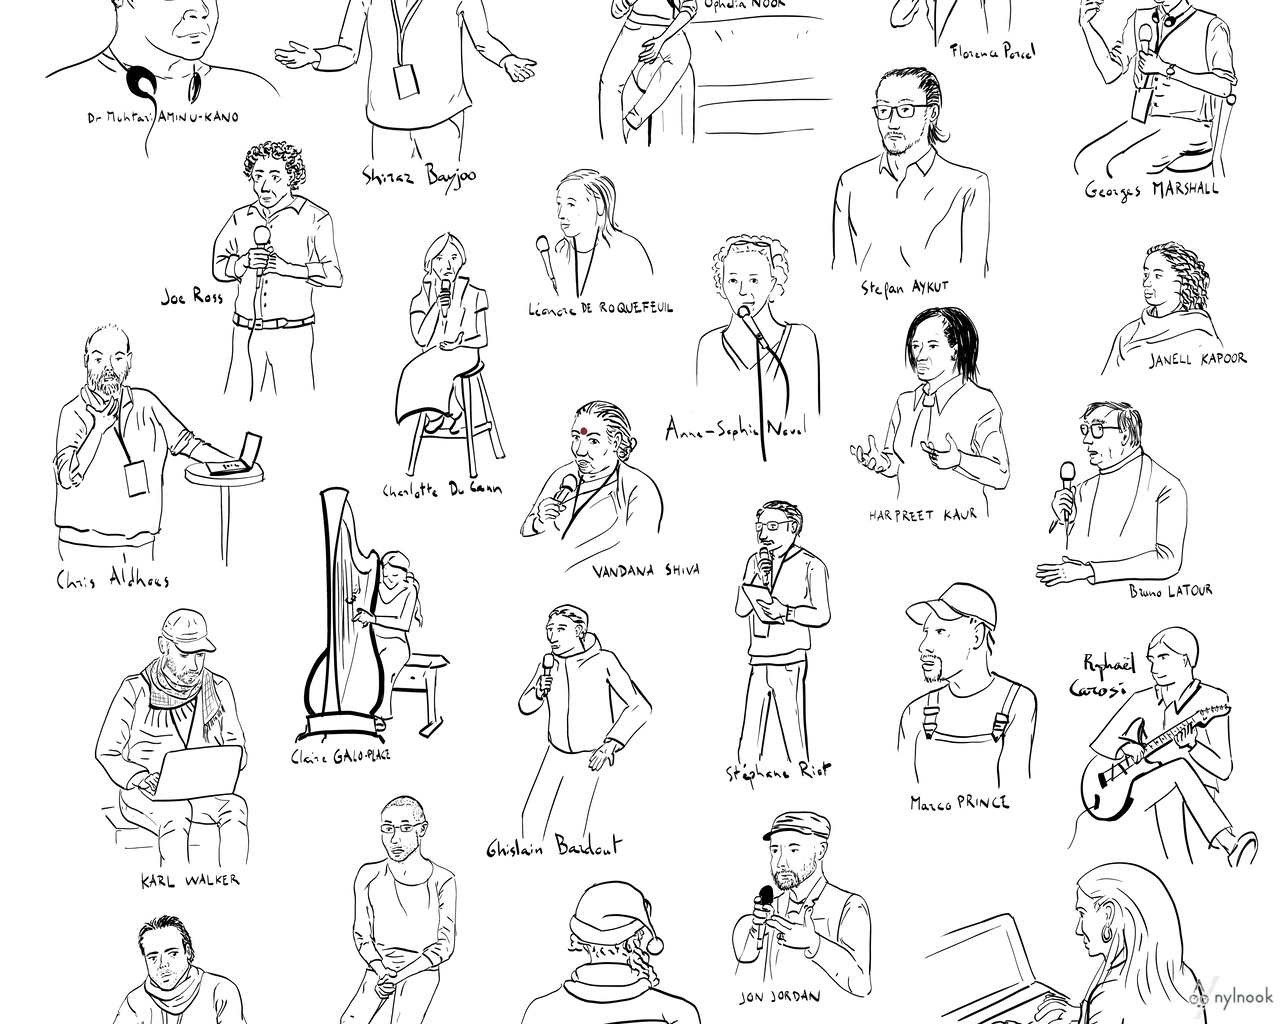 Ophelia NOOK
Florence Porcel
Dr Muhtari AMINU-KANO
Shiraz Bayjoo
Georges MARSHALL
Joe Ross
Léonore DE ROQUEFEUIL
Stefan AYKUT
JANELL KAPOOR
Anne-Sophie Novel
Charlotte Du Cann
HARPREET KAUR
Chris Aldhous
VANDANA SHIVA
Bruno LATOUR
Raphaël
Carosi
Claire GALO-PLACE
Stéphane Riot
Marco PRINCE
Ghislain Bardout
KARL WALKER
JON JORDAN
nylnook